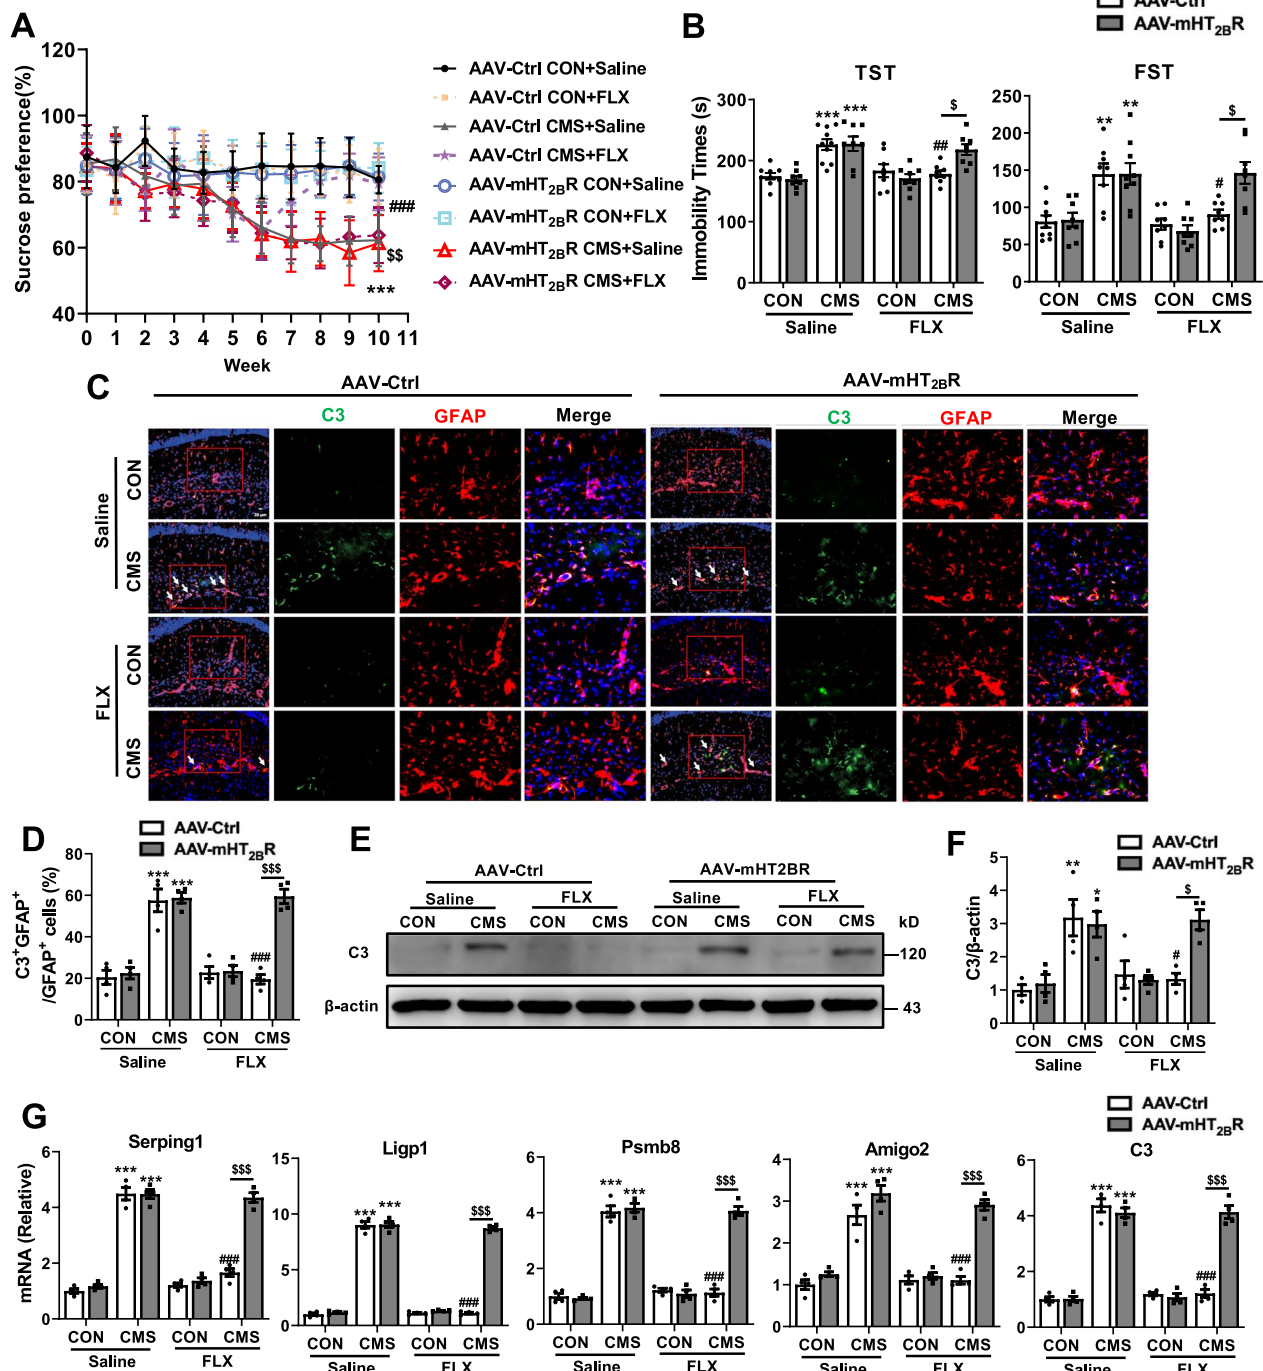 AAV-Ctrl
AAV-mHT2BR
A
120
100
80
60
40
Sucrose preference(%)
0 1 2 3 4 5 6 7 8 9 10 11
Week
###
$$
***
AAV-Ctrl CON+Saline
AAV-Ctrl CON+FLX
AAV-Ctrl CMS+Saline
AAV-Ctrl CMS+FLX
AAV-mHT2BR CON+Saline
AAV-mHT2BR CON+FLX
AAV-mHT2BR CMS+Saline
AAV-mHT2BR CMS+FLX
B
TST
Immobility Times (s)
300
200
100
0
*** ***
##
$
CON CMS CON CMS
Saline FLX
FST
250
200
150
100
50
0
** **
#
$
CON CMS CON CMS
Saline FLX
C
AAV-Ctrl AAV-mHT2BR
C3 GFAP Merge C3 GFAP Merge
Saline
CON
CMS
FLX
CON
CMS
D
AAV-Ctrl
AAV-mHT2BR
C3+GFAP+
/GFAP+ cells (%)
80
60
40
20
0
*** ***
###
$$$
CON CMS CON CMS
Saline FLX
E
AAV-Ctrl AAV-mHT2BR
Saline FLX Saline FLX
CON CMS CON CMS CON CMS CON CMS kD
C3 120
β-actin 43
F
AAV-Ctrl
AAV-mHT2BR
C3/β-actin
5
4
3
2
1
0
** *
#
$
CON CMS CON CMS
Saline FLX
G
AAV-Ctrl
AAV-mHT2BR
mRNA (Relative)
Serping1
6
4
2
0
*** ***
###
$$$
CON CMS CON CMS
Saline FLX
Ligp1
15
10
5
0
*** ***
###
$$$
CON CMS CON CMS
Saline FLX
Psmb8
6
4
2
0
*** ***
###
$$$
CON CMS CON CMS
Saline FLX
Amigo2
4
3
2
1
0
*** ***
###
$$$
CON CMS CON CMS
Saline FLX
C3
6
4
2
0
*** ***
###
$$$
CON CMS CON CMS
Saline FLX